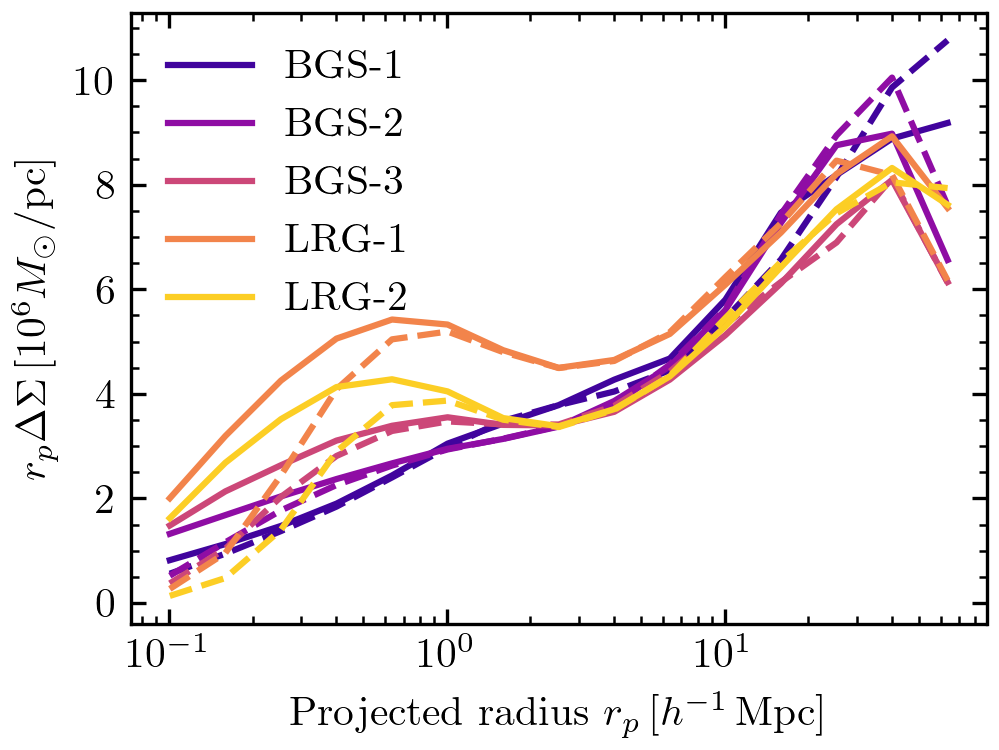 BGS-1
BGS-2
BGS-3
LRG-1
LRG-2
10
8
6
4
2
0
r_p ΔΣ [10^6 M_⊙/pc]
10^{-1} 10^0 10^1
Projected radius r_p [h^{-1} Mpc]